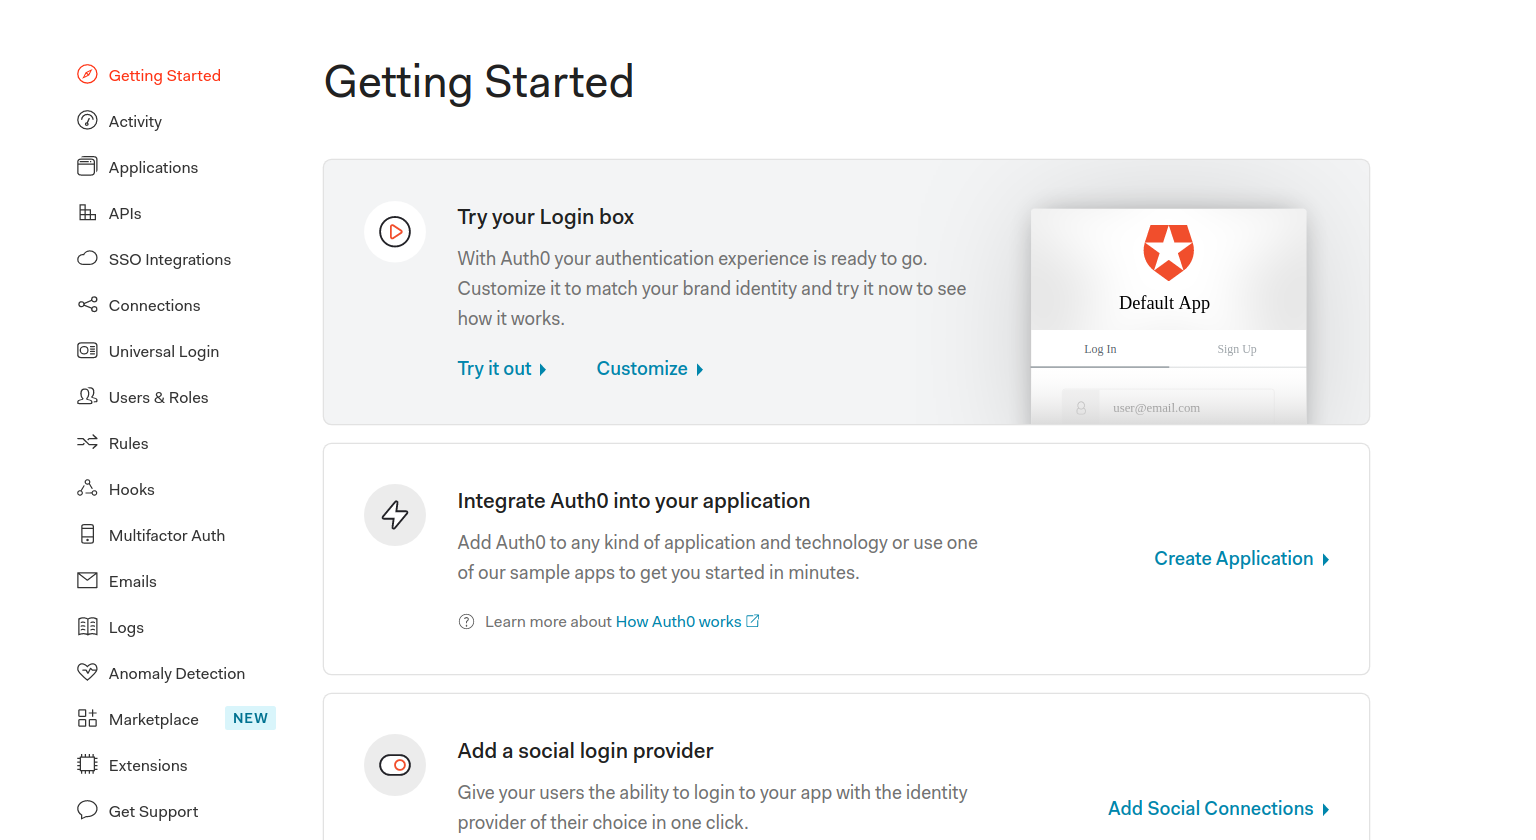 Getting Started
Activity
Applications
APIs
SSO Integrations
Connections
Universal Login
Users & Roles
Rules
Hooks
Multifactor Auth
Emails
Logs
Anomaly Detection
Marketplace NEW
Extensions
Get Support
Getting Started
Try your Login box
With Auth0 your authentication experience is ready to go.
Customize it to match your brand identity and try it now to see
how it works.
Try it out
Customize
Default App
Log In
Sign Up
user@email.com
Integrate Auth0 into your application
Add Auth0 to any kind of application and technology or use one
of our sample apps to get you started in minutes.
Learn more about How Auth0 works
Create Application
Add a social login provider
Give your users the ability to login to your app with the identity
provider of their choice in one click.
Add Social Connections